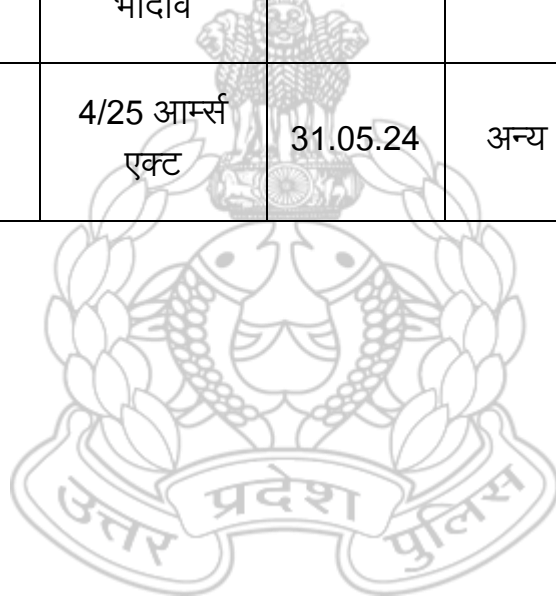 भादवि
4/25 आर्म्स
एक्ट
31.05.24
अन्य
उत्तर प्रदेश पुलिस